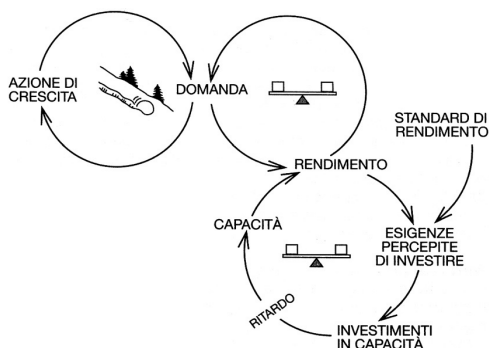 AZIONE DI
CRESCITA
DOMANDA
STANDARD DI
RENDIMENTO
RENDIMENTO
CAPACITÀ
ESIGENZE
PERCEPITE
DI INVESTIRE
RITARDO
INVESTIMENTI
IN CAPACITÀ